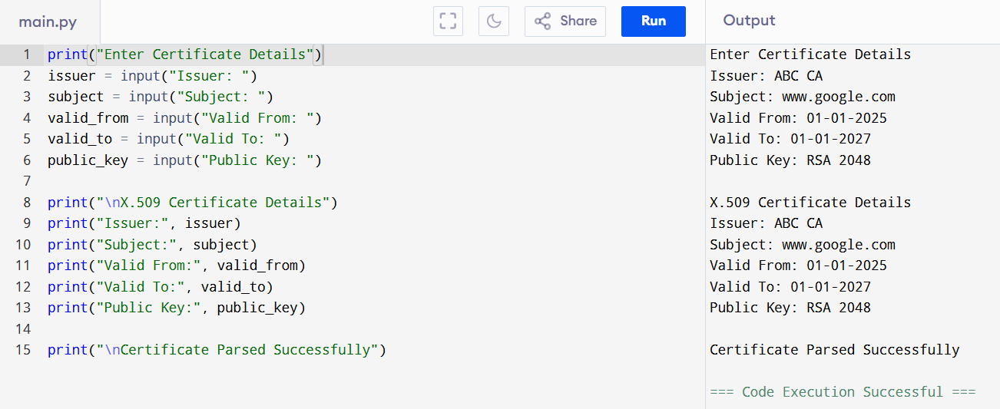 main.py
Share
Run
Output
1 print("Enter Certificate Details")
2 issuer = input("Issuer: ")
3 subject = input("Subject: ")
4 valid_from = input("Valid From: ")
5 valid_to = input("Valid To: ")
6 public_key = input("Public Key: ")
7
8 print("\nX.509 Certificate Details")
9 print("Issuer:", issuer)
10 print("Subject:", subject)
11 print("Valid From:", valid_from)
12 print("Valid To:", valid_to)
13 print("Public Key:", public_key)
14
15 print("\nCertificate Parsed Successfully")
Enter Certificate Details
Issuer: ABC CA
Subject: www.google.com
Valid From: 01-01-2025
Valid To: 01-01-2027
Public Key: RSA 2048
X.509 Certificate Details
Issuer: ABC CA
Subject: www.google.com
Valid From: 01-01-2025
Valid To: 01-01-2027
Public Key: RSA 2048
Certificate Parsed Successfully
=== Code Execution Successful ===